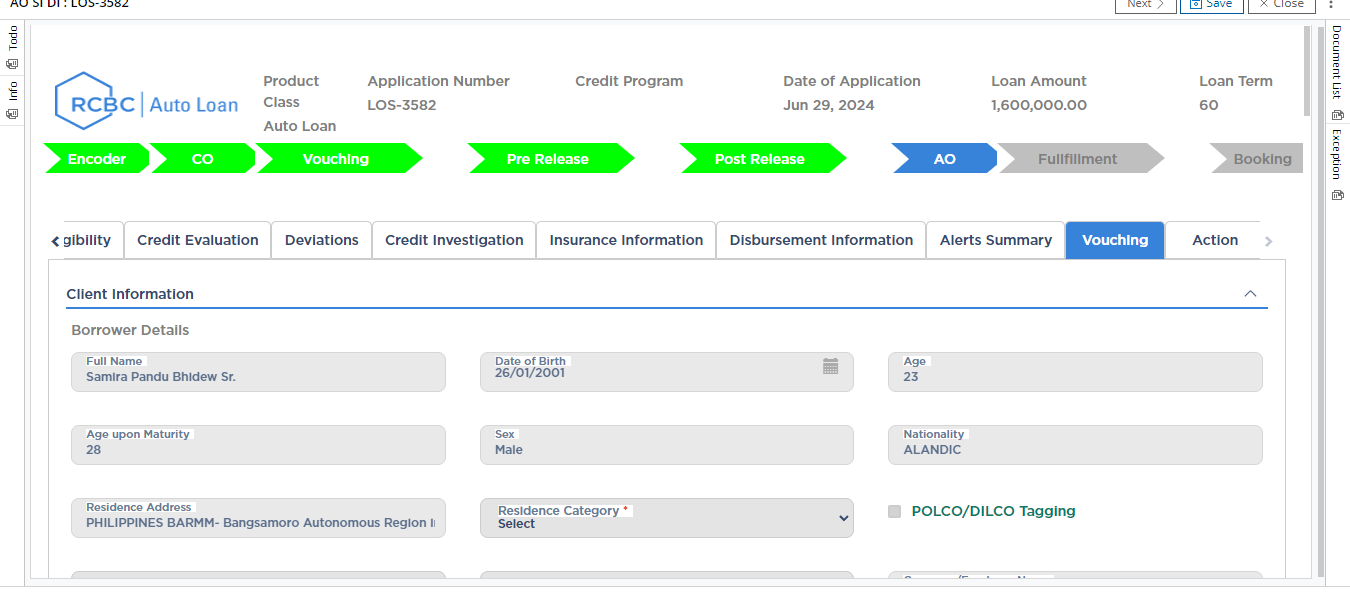 AO SI DI : LOS-3582
Next
Save
Close
Todo
Info
Document List
Exception
RCBC Auto Loan
Product Class
Auto Loan
Application Number
LOS-3582
Credit Program
Date of Application
Jun 29, 2024
Loan Amount
1,600,000.00
Loan Term
60
Encoder
CO
Vouching
Pre Release
Post Release
AO
Fullfillment
Booking
gibility
Credit Evaluation
Deviations
Credit Investigation
Insurance Information
Disbursement Information
Alerts Summary
Vouching
Action
Client Information
Borrower Details
Full Name
Samira Pandu Bhidew Sr.
Date of Birth
26/01/2001
Age
23
Age upon Maturity
28
Sex
Male
Nationality
ALANDIC
Residence Address
PHILIPPINES BARMM- Bangsamoro Autonomous Region I
Residence Category *
Select
POLCO/DILCO Tagging